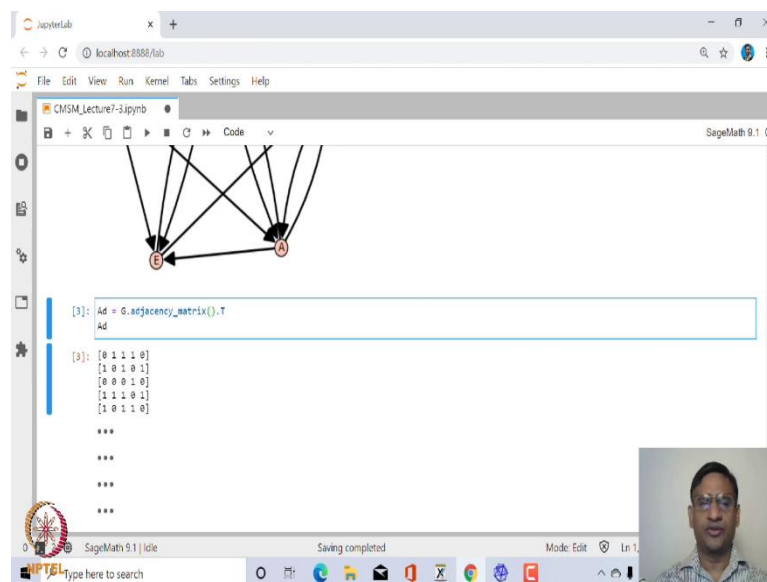 JupyterLab
localhost:8888/lab
File Edit View Run Kernel Tabs Settings Help
CMSM_Lecture7-3.ipynb
Code
SageMath 9.1
E
A
[3]: Ad = G.adjacency_matrix().T
Ad
[3]: [0 1 1 1 0]
[1 0 1 0 1]
[0 0 0 1 0]
[1 1 1 0 1]
[1 0 1 1 0]
0
SageMath 9.1 | Idle
Saving completed
Mode: Edit
Ln 1,
NPTEL
Type here to search